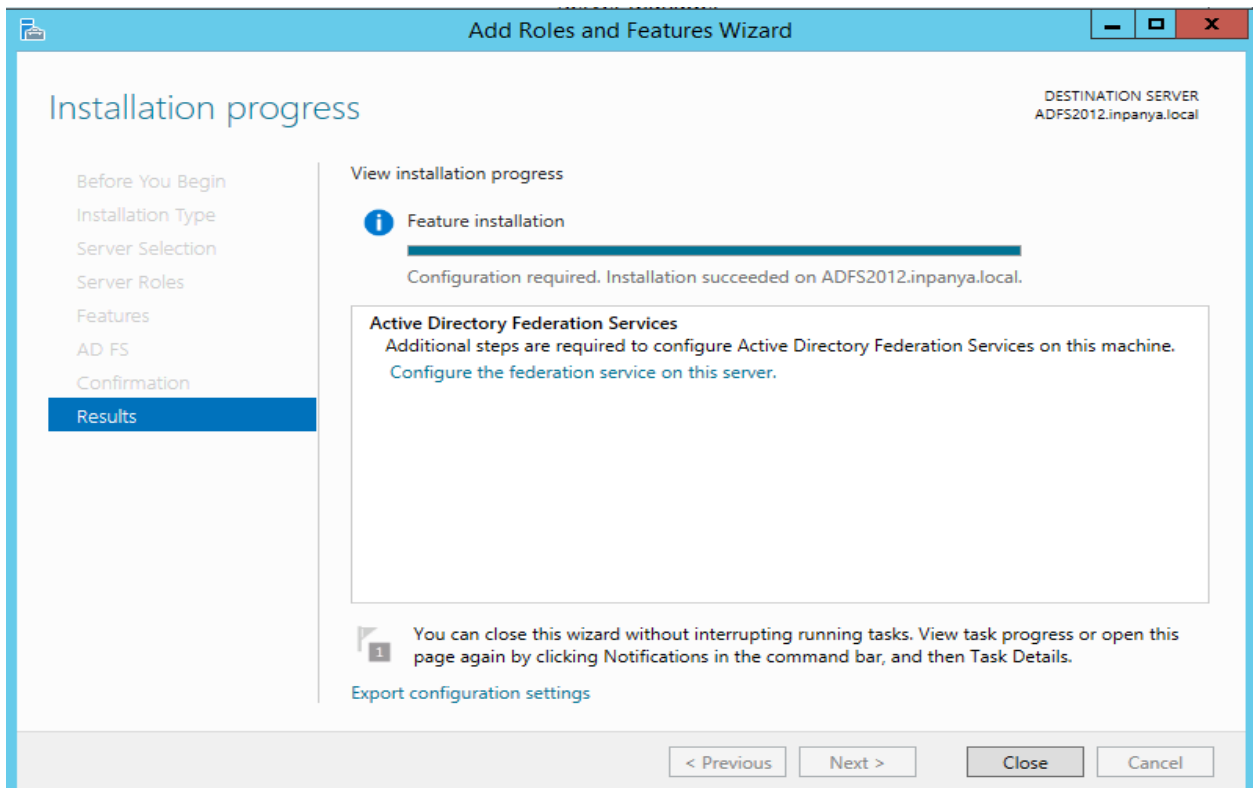 Add Roles and Features Wizard
Installation progress
DESTINATION SERVER
ADFS2012.inpanya.local
Before You Begin
Installation Type
Server Selection
Server Roles
Features
AD FS
Confirmation
Results
View installation progress
Feature installation
Configuration required. Installation succeeded on ADFS2012.inpanya.local.
Active Directory Federation Services
Additional steps are required to configure Active Directory Federation Services on this machine.
Configure the federation service on this server.
1
You can close this wizard without interrupting running tasks. View task progress or open this
page again by clicking Notifications in the command bar, and then Task Details.
Export configuration settings
< Previous
Next >
Close
Cancel